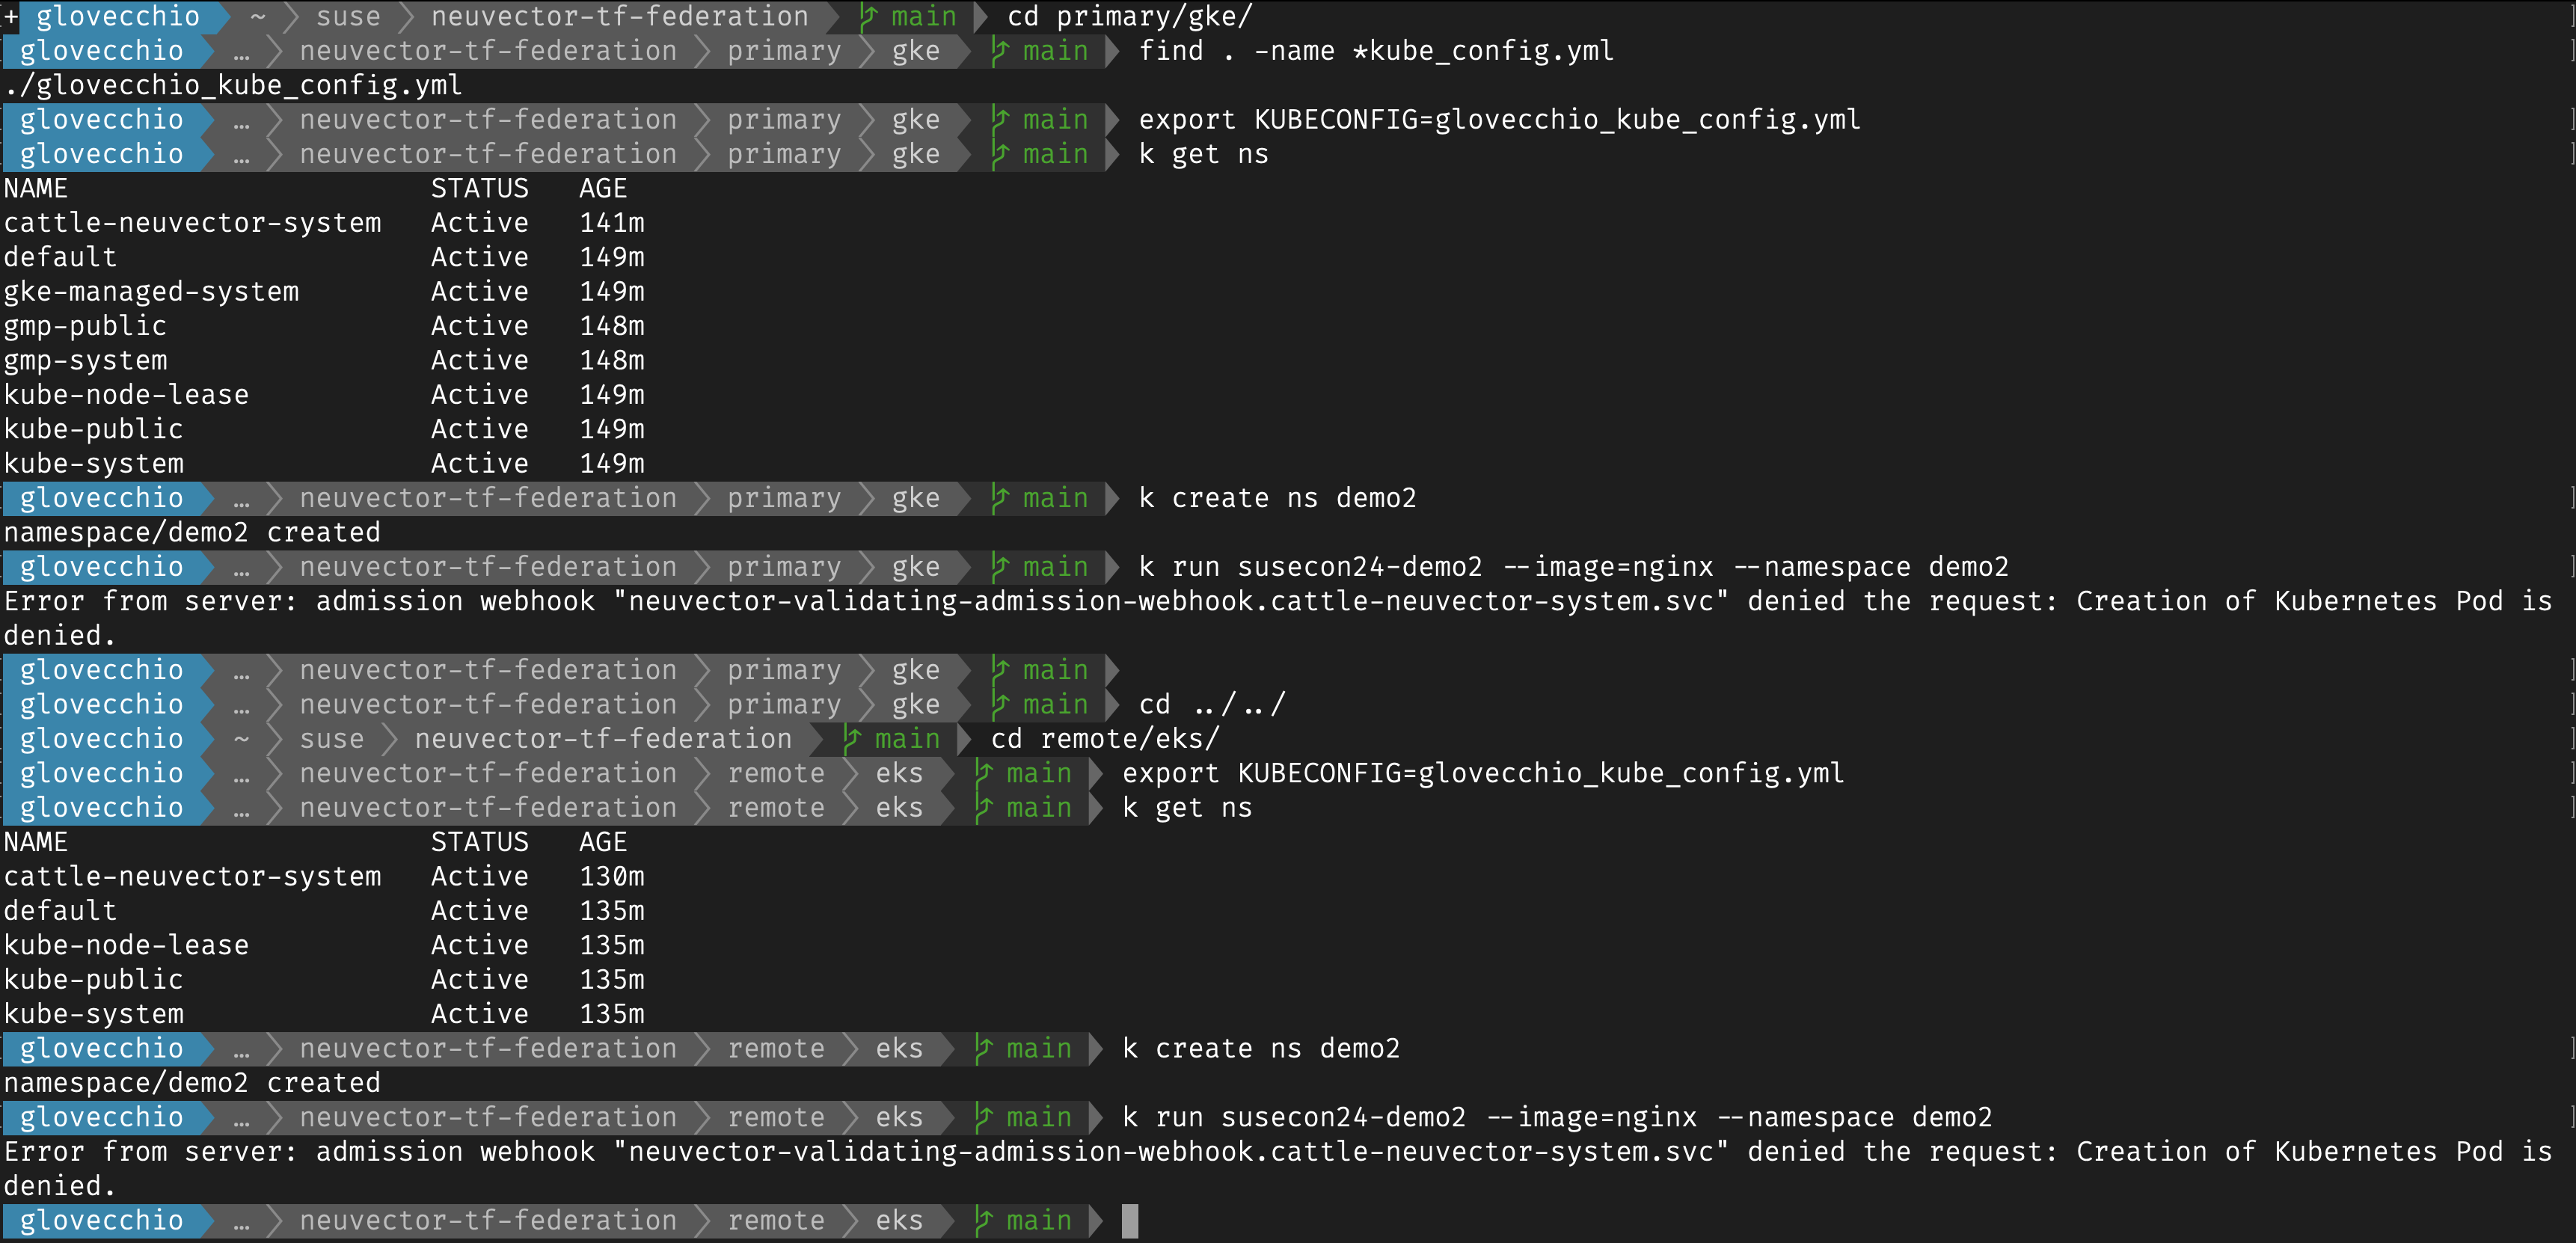 + glovecchio ~ suse neuvector-tf-federation main cd primary/gke/
glovecchio … neuvector-tf-federation primary gke main find . -name *kube_config.yml
./glovecchio_kube_config.yml
glovecchio … neuvector-tf-federation primary gke main export KUBECONFIG=glovecchio_kube_config.yml
glovecchio … neuvector-tf-federation primary gke main k get ns
NAME STATUS AGE
cattle-neuvector-system Active 141m
default Active 149m
gke-managed-system Active 149m
gmp-public Active 148m
gmp-system Active 148m
kube-node-lease Active 149m
kube-public Active 149m
kube-system Active 149m
glovecchio … neuvector-tf-federation primary gke main k create ns demo2
namespace/demo2 created
glovecchio … neuvector-tf-federation primary gke main k run susecon24-demo2 --image=nginx --namespace demo2
Error from server: admission webhook "neuvector-validating-admission-webhook.cattle-neuvector-system.svc" denied the request: Creation of Kubernetes Pod is
denied.
glovecchio … neuvector-tf-federation primary gke main
glovecchio … neuvector-tf-federation primary gke main cd ../../
glovecchio ~ suse neuvector-tf-federation main cd remote/eks/
glovecchio … neuvector-tf-federation remote eks main export KUBECONFIG=glovecchio_kube_config.yml
glovecchio … neuvector-tf-federation remote eks main k get ns
NAME STATUS AGE
cattle-neuvector-system Active 130m
default Active 135m
kube-node-lease Active 135m
kube-public Active 135m
kube-system Active 135m
glovecchio … neuvector-tf-federation remote eks main k create ns demo2
namespace/demo2 created
glovecchio … neuvector-tf-federation remote eks main k run susecon24-demo2 --image=nginx --namespace demo2
Error from server: admission webhook "neuvector-validating-admission-webhook.cattle-neuvector-system.svc" denied the request: Creation of Kubernetes Pod is
denied.
glovecchio … neuvector-tf-federation remote eks main